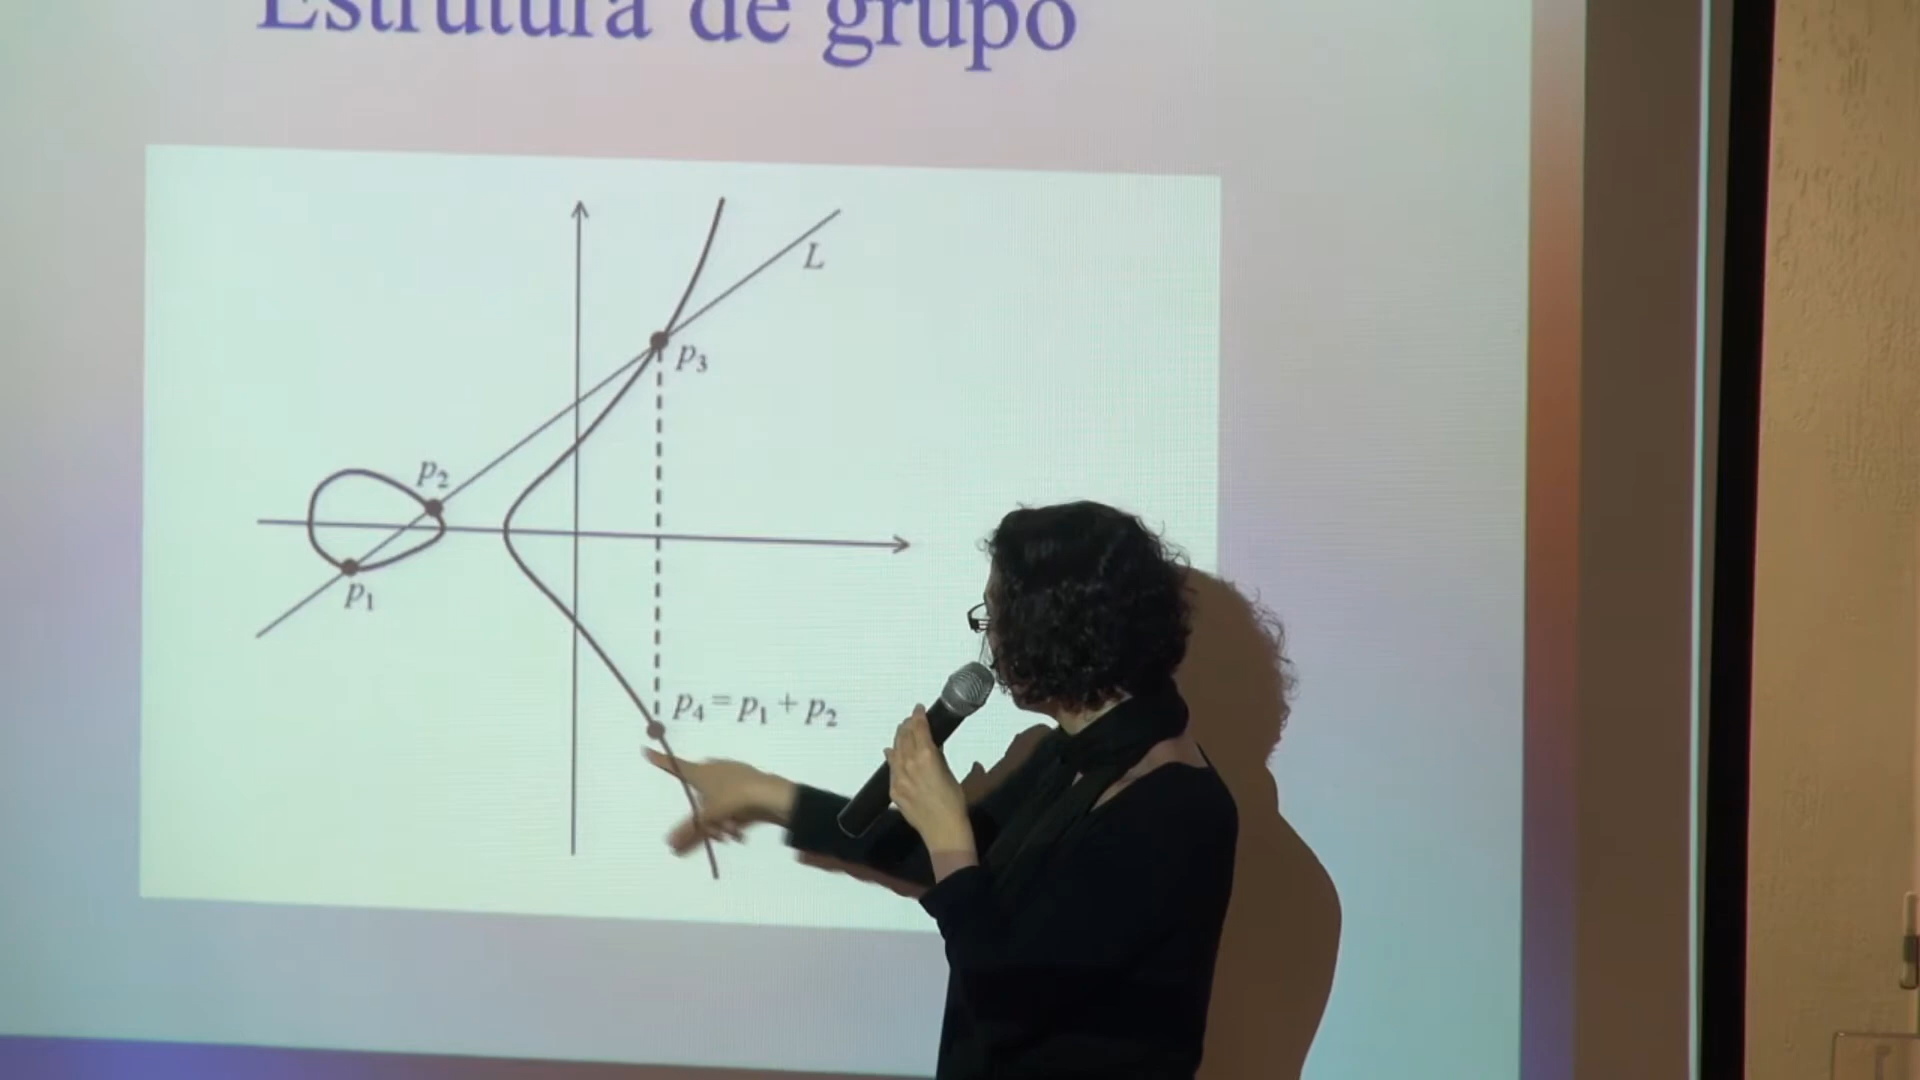 Estrutura de grupo
L
p₃
p₂
p₁
p₄ = p₁ + p₂